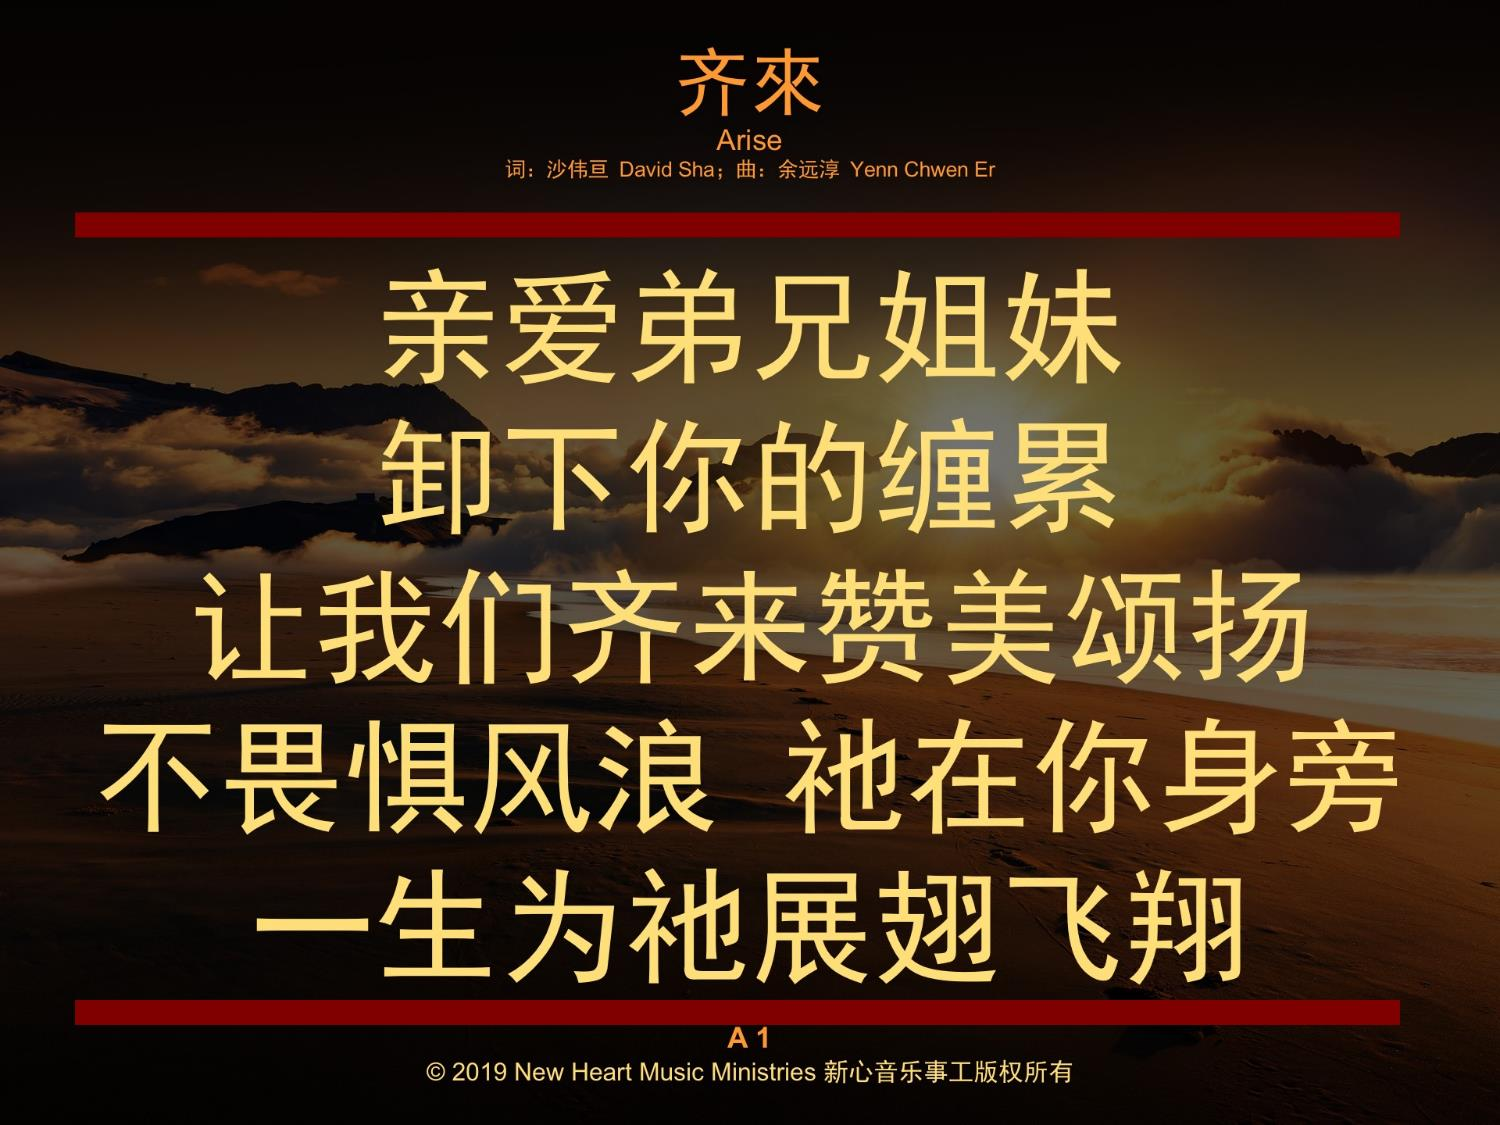 齐來
Arise
词：沙伟亘 David Sha；曲：余远淳 Yenn Chwen Er
亲爱弟兄姐妹
卸下你的缠累
让我们齐来赞美颂扬
不畏惧风浪 祂在你身旁
一生为祂展翅飞翔
A 1
© 2019 New Heart Music Ministries 新心音乐事工版权所有